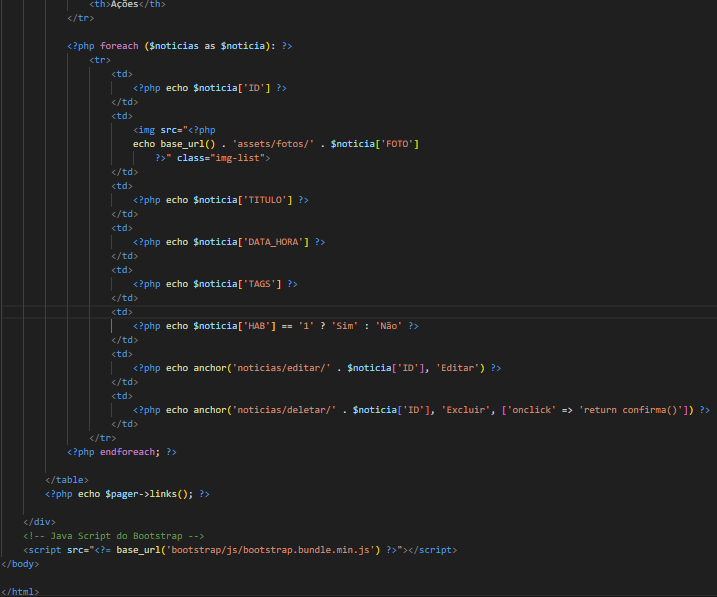 <th>Ações</th>
</tr>
<?php foreach ($noticias as $noticia): ?>
<tr>
<td>
<?php echo $noticia['ID'] ?>
</td>
<td>
<img src="<?php
echo base_url() . 'assets/fotos/' . $noticia['FOTO']
?>" class="img-list">
</td>
<td>
<?php echo $noticia['TITULO'] ?>
</td>
<td>
<?php echo $noticia['DATA_HORA'] ?>
</td>
<td>
<?php echo $noticia['TAGS'] ?>
</td>
<td>
<?php echo $noticia['HAB'] == '1' ? 'Sim' : 'Não' ?>
</td>
<td>
<?php echo anchor('noticias/editar/' . $noticia['ID'], 'Editar') ?>
</td>
<td>
<?php echo anchor('noticias/deletar/' . $noticia['ID'], 'Excluir', ['onclick' => 'return confirma()']) ?>
</td>
</tr>
<?php endforeach; ?>
</table>
<?php echo $pager->links(); ?>
</div>
<!-- Java Script do Bootstrap -->
<script src="<?= base_url('bootstrap/js/bootstrap.bundle.min.js') ?>"></script>
</body>
</html>